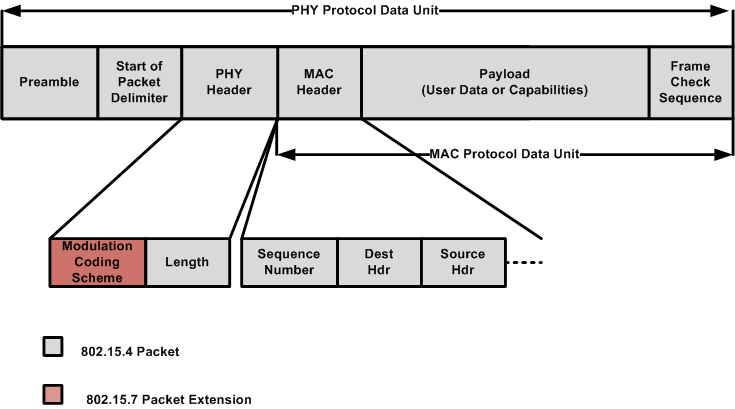 PHY Protocol Data Unit
Preamble
Start of
Packet
Delimiter
PHY
Header
MAC
Header
Payload
(User Data or Capabilities)
Frame
Check
Sequence
MAC Protocol Data Unit
Modulation
Coding
Scheme
Length
Sequence
Number
Dest
Hdr
Source
Hdr
802.15.4 Packet
802.15.7 Packet Extension